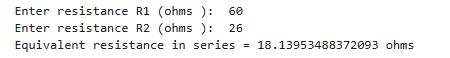 Enter resistance R1 (ohms ):  60
Enter resistance R2 (ohms ):  26
Equivalent resistance in series = 18.13953488372093 ohms